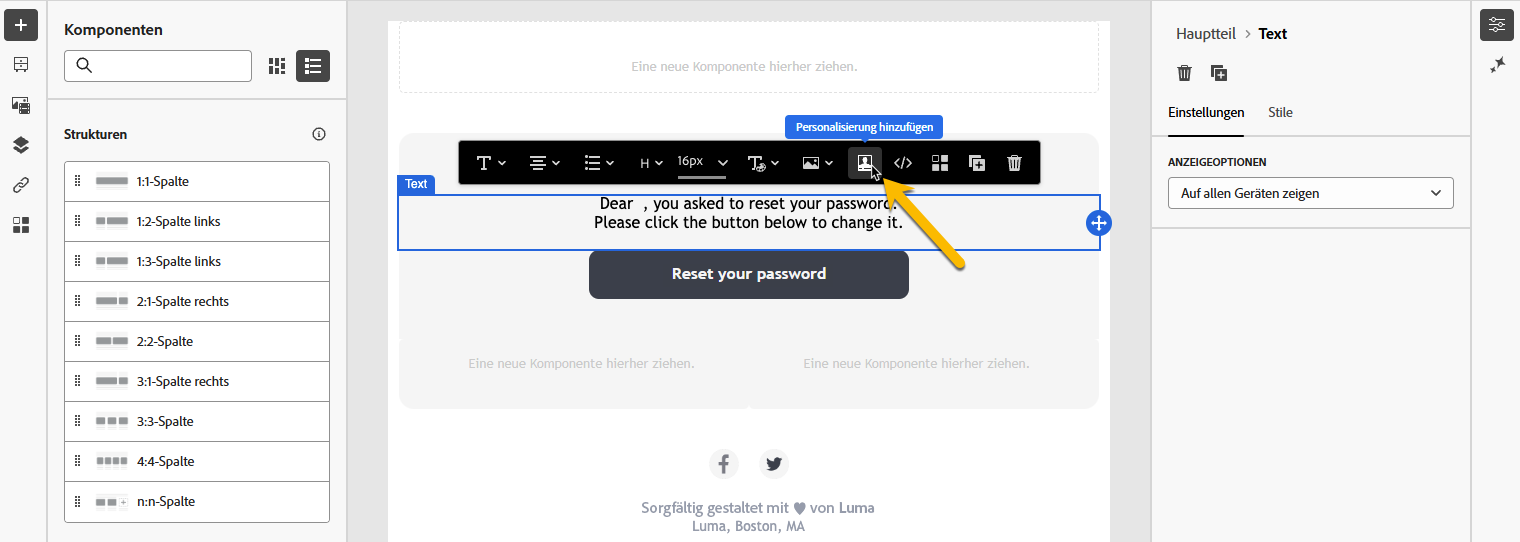 Komponenten
Strukturen
1:1-Spalte
1:2-Spalte links
1:3-Spalte links
2:1-Spalte rechts
2:2-Spalte
3:1-Spalte rechts
3:3-Spalte
4:4-Spalte
n:n-Spalte
Eine neue Komponente hierher ziehen.
Personalisierung hinzufügen
H
16px
Text
Dear , you asked to reset your password.
Please click the button below to change it.
Reset your password
Eine neue Komponente hierher ziehen.
Eine neue Komponente hierher ziehen.
Sorgfältig gestaltet mit ♥ von Luma
Luma, Boston, MA
Hauptteil > Text
Einstellungen
Stile
ANZEIGEOPTIONEN
Auf allen Geräten zeigen